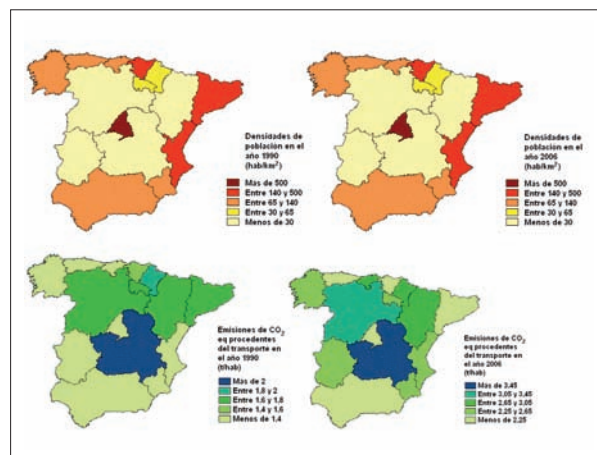 Densidades de
población en el
año 1990
(hab/km²)
Más de 500
Entre 140 y 500
Entre 65 y 140
Entre 30 y 65
Menos de 30
Densidades de
población en el
año 2006
(hab/km²)
Más de 500
Entre 140 y 500
Entre 65 y 140
Entre 30 y 65
Menos de 30
Emisiones de CO₂
eq procedentes
del transporte en
el año 1990
(t/hab)
Más de 2
Entre 1,8 y 2
Entre 1,6 y 1,8
Entre 1,4 y 1,6
Menos de 1,4
Emisiones de CO₂
eq procedentes
del transporte en
el año 2006
(t/hab)
Más de 3,45
Entre 3,05 y 3,45
Entre 2,65 y 3,05
Entre 2,25 y 2,65
Menos de 2,25